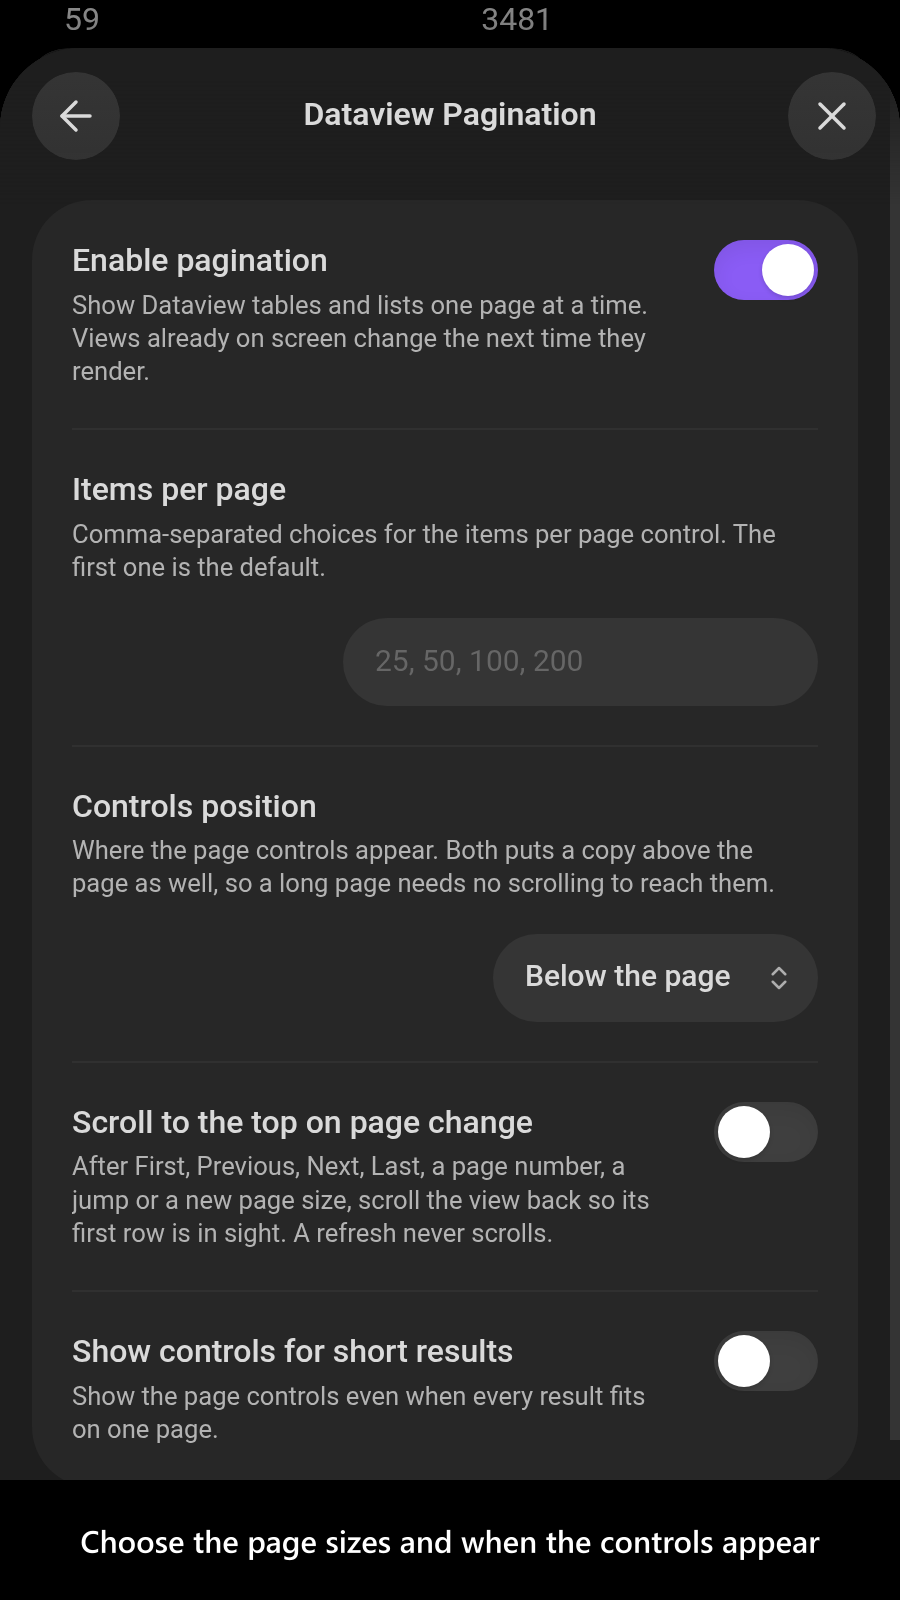 59 3481
Dataview Pagination
Enable pagination
Show Dataview tables and lists one page at a time.
Views already on screen change the next time they
render.
Items per page
Comma-separated choices for the items per page control. The
first one is the default.
25, 50, 100, 200
Controls position
Where the page controls appear. Both puts a copy above the
page as well, so a long page needs no scrolling to reach them.
Below the page
Scroll to the top on page change
After First, Previous, Next, Last, a page number, a
jump or a new page size, scroll the view back so its
first row is in sight. A refresh never scrolls.
Show controls for short results
Show the page controls even when every result fits
on one page.
Choose the page sizes and when the controls appear